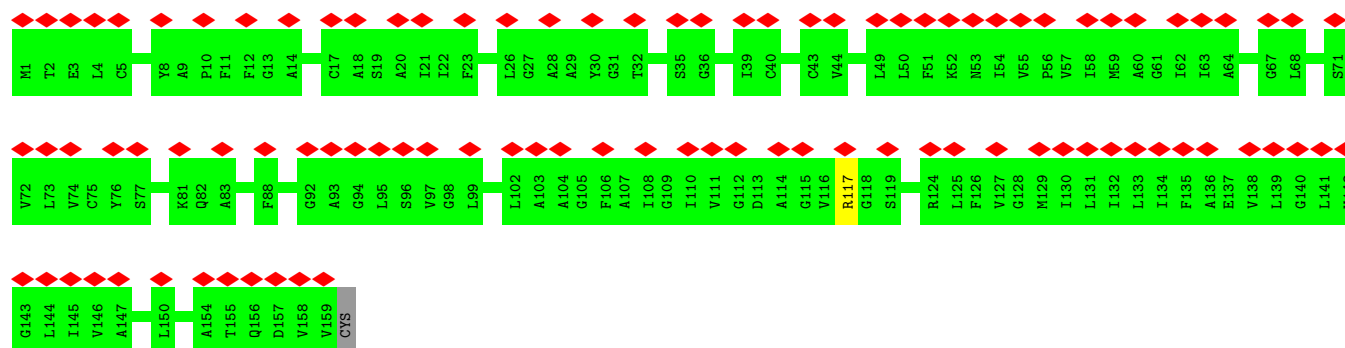 M1 T2 E3 L4 C5 Y8 A9 P10 F11 F12 G13 A14 C17 A18 S19 A20 I21 I22 F23 L26 G27 A28 A29 Y30 G31 T32 S35 G36 I39 C40 C43 V44 L49 L50 F51 K52 N53 I54 V55 P56 V57 I58 M59 A60 G61 I62 I63 A64 G67 L68 S71
V72 L73 V74 C75 Y76 S77 K81 Q82 A83 F88 G92 A93 G94 L95 S96 V97 G98 L99 L102 A103 A104 G105 F106 A107 I108 G109 I110 V111 G112 D113 A114 G115 V116 R117 G118 S119 R124 L125 F126 V127 G128 M129 I130 L131 I132 L133 I134 F135 A136 E137 V138 L139 G140 L141
G143 L144 I145 V146 A147 L150 A154 T155 Q156 D157 V158 V159 CYS